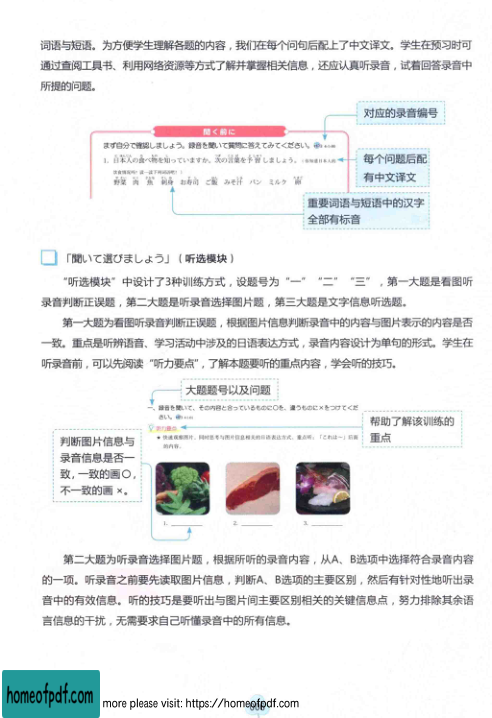 词语与短语。为方便学生理解各题的内容，我们在每个问句后配上了中文译文。学生在预习时可
通过查阅工具书、利用网络资源等方式了解并掌握相关信息，还应认真听录音，试着回答录音中
所提的问题。
对应的录音编号
聞く前に
まず自分で確認しましょう。録音を聞いて質問に答えてみてください。
1. 日本人の食べ物を知っていますか。次の言葉を予習しましょう。
每个问题后配
有中文译文
野菜 肉 魚 刺身 お寿司 ご飯 みそ汁 パン ミルク 卵
重要词语与短语中的汉字
全部有标音
「聞いて選びましょう」（听选模块）
“听选模块”中设计了3种训练方式，设题号为“一”“二”“三”，第一大题是看图听
录音判断正误题，第二大题是听录音选择图片题，第三大题是文字信息听选题。
第一大题为看图听录音判断正误题，根据图片信息判断录音中的内容与图片表示的内容是否
一致。重点是听辨语音、学习活动中涉及的日语表达方式，录音内容设计为单句的形式。学生在
听录音前，可以先阅读“听力要点”，了解本题要听的重点内容，学会听的技巧。
大题题号以及问题
一、録音を聞いて、その内容と合っているものに○を、違うものに×をつけてくだ
さい。
听力要点
帮助了解该训练的
重点
判断图片信息与
录音信息是否一
致，一致的画○，
不一致的画 ×。
1. 2. 3.
第二大题为听录音选择图片题，根据所听的录音内容，从A、B选项中选择符合录音内容
的一项。听录音之前要先读取图片信息，判断A、B选项的主要区别，然后有针对性地听出录
音中的有效信息。听的技巧是要听出与图片间主要区别相关的关键信息点，努力排除其余语
言信息的干扰，无需要求自己听懂录音中的所有信息。
homeofpdf.com
more please visit: https://homeofpdf.com